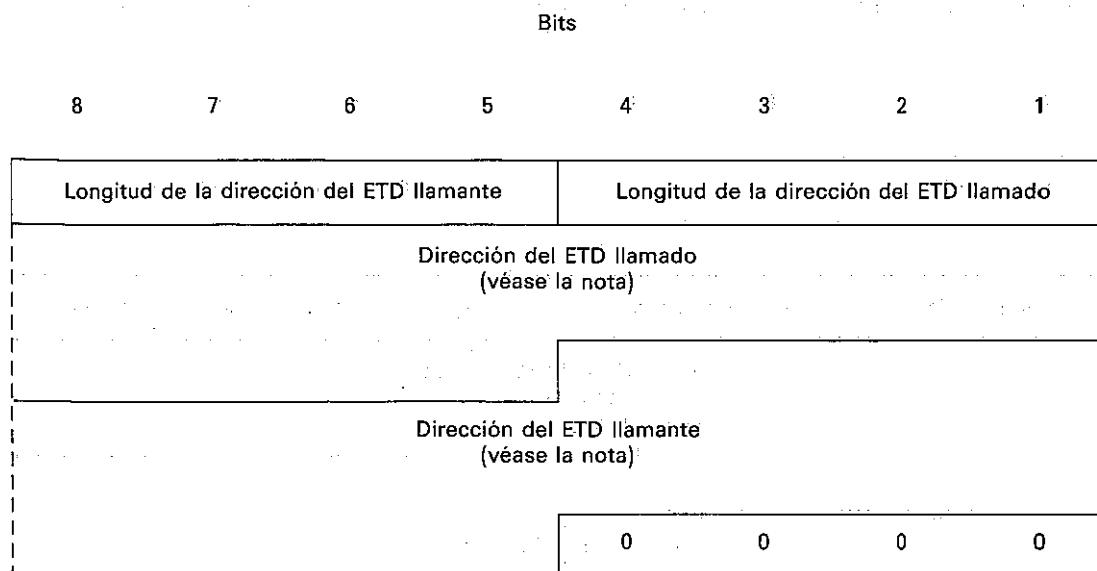 Bits
8 7 6 5 4 3 2 1
Longitud de la dirección del ETD llamante Longitud de la dirección del ETD llamado
Dirección del ETD llamado
(véase la nota)
Dirección del ETD llamante
(véase la nota)
0 0 0 0